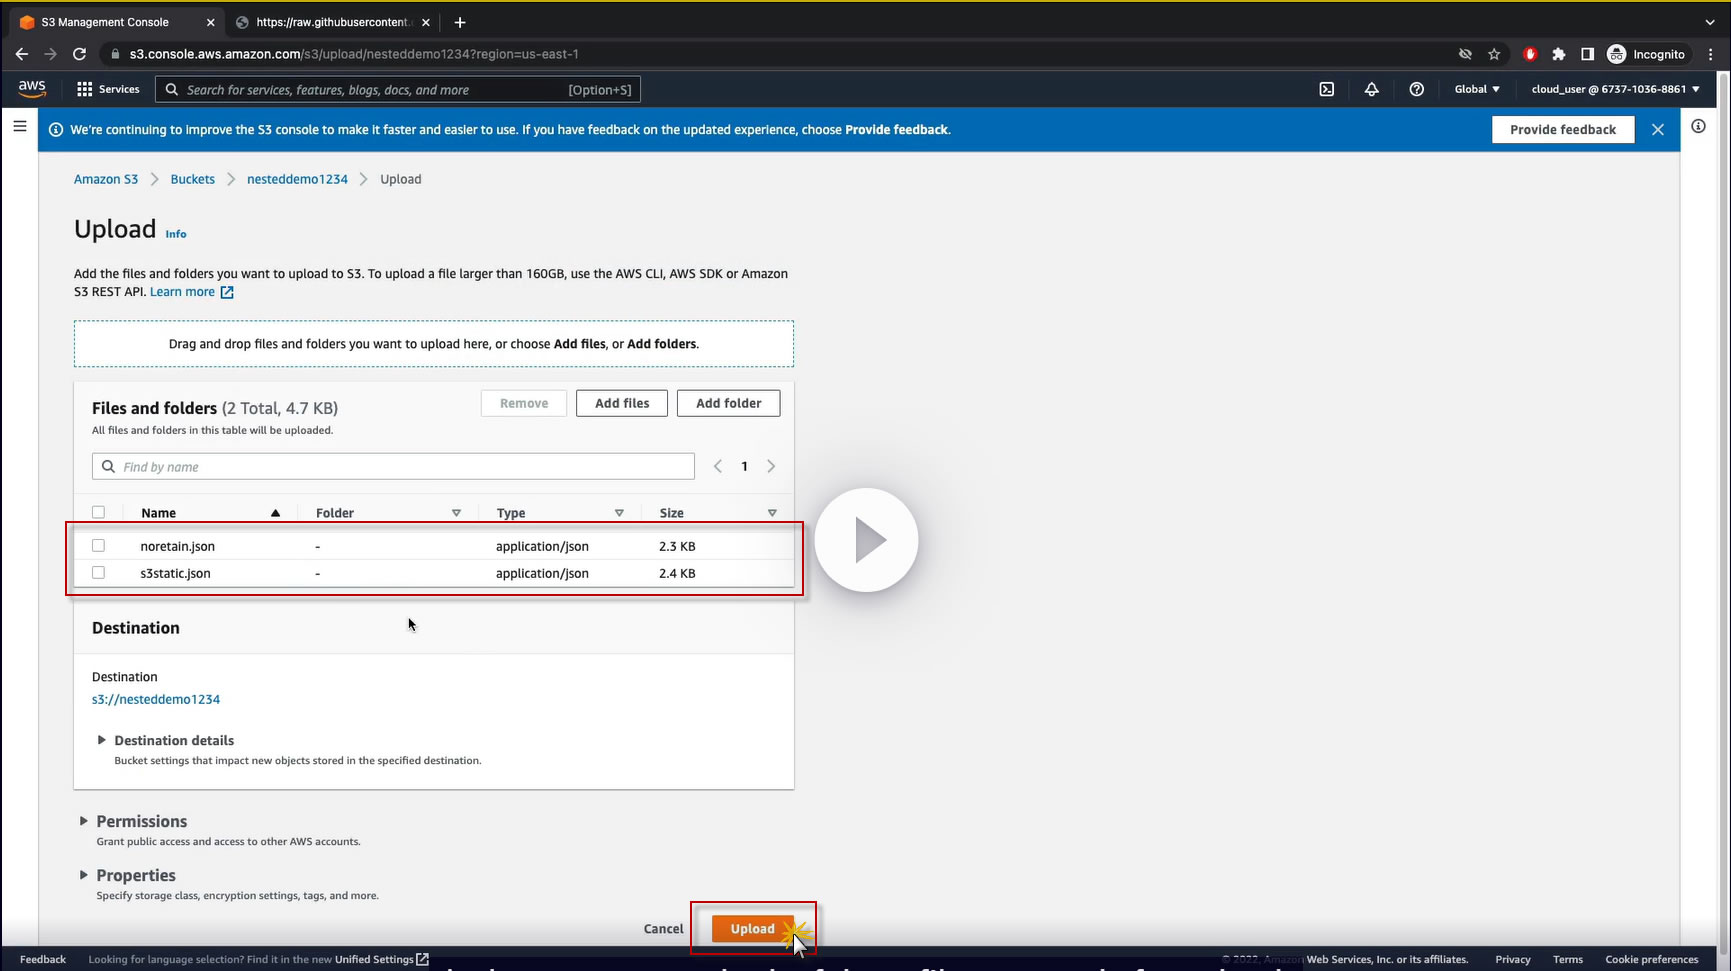 S3 Management Console
https://raw.githubusercontent.
s3.console.aws.amazon.com/s3/upload/nesteddemo1234?region=us-east-1
Incognito
aws
Services
Search for services, features, blogs, docs, and more
[Option+S]
Global
cloud_user @ 6737-1036-8861
We're continuing to improve the S3 console to make it faster and easier to use. If you have feedback on the updated experience, choose Provide feedback.
Provide feedback
Amazon S3
Buckets
nesteddemo1234
Upload
Upload
Info
Add the files and folders you want to upload to S3. To upload a file larger than 160GB, use the AWS CLI, AWS SDK or Amazon
S3 REST API. Learn more
Drag and drop files and folders you want to upload here, or choose Add files, or Add folders.
Files and folders (2 Total, 4.7 KB)
All files and folders in this table will be uploaded.
Remove
Add files
Add folder
Find by name
1
Name
Folder
Type
Size
noretain.json - application/json 2.3 KB
s3static.json - application/json 2.4 KB
Destination
Destination
s3://nesteddemo1234
Destination details
Bucket settings that impact new objects stored in the specified destination.
Permissions
Grant public access and access to other AWS accounts.
Properties
Specify storage class, encryption settings, tags, and more.
Cancel
Upload
Feedback
Looking for language selection? Find it in the new Unified Settings
© 2022, Amazon Web Services, Inc. or its affiliates.
Privacy
Terms
Cookie preferences